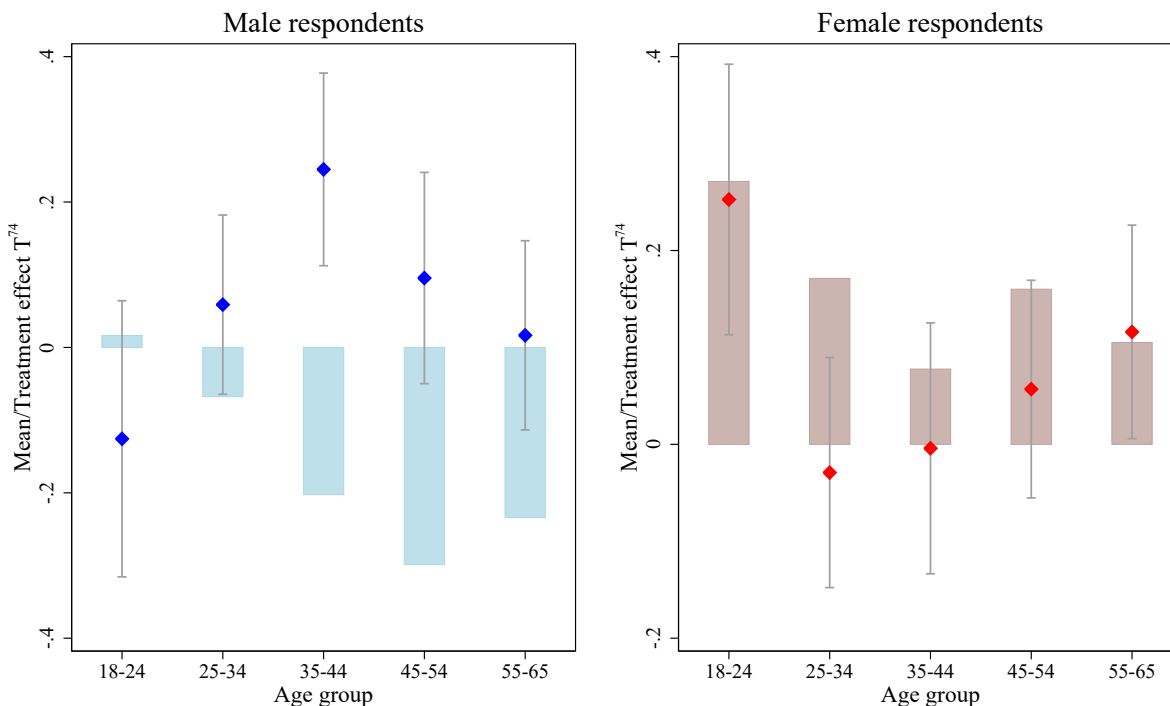 Male respondents
Mean/Treatment effect T^74
.4
.2
0
-.2
-.4
18-24 25-34 35-44 45-54 55-65
Age group
Female respondents
Mean/Treatment effect T^74
.4
.2
0
-.2
18-24 25-34 35-44 45-54 55-65
Age group